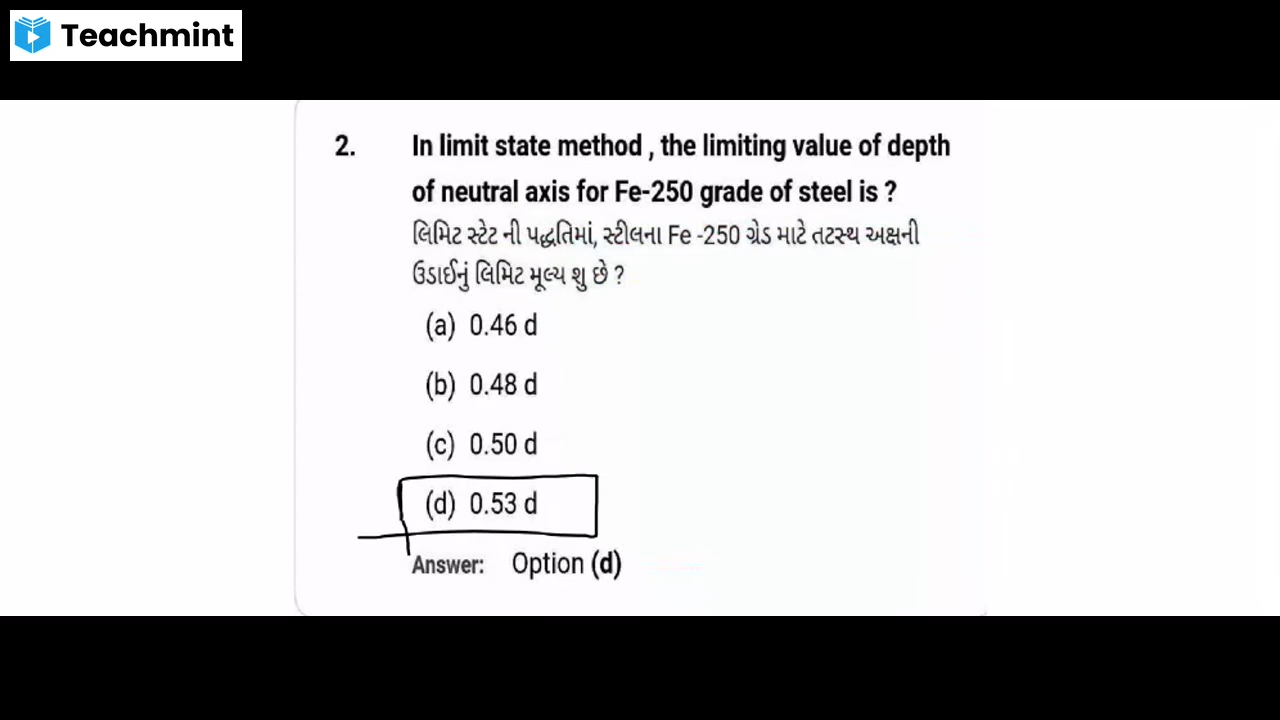 Teachmint
2. In limit state method , the limiting value of depth
of neutral axis for Fe-250 grade of steel is ?
લિમિટ સ્ટેટ ની પદ્ધતિમાં, સ્ટીલના Fe -250 ગ્રેડ માટે તટસ્થ અક્ષની
ઉડાઈનું લિમિટ મૂલ્ય શુ છે ?
(a) 0.46 d
(b) 0.48 d
(c) 0.50 d
(d) 0.53 d
Answer: Option (d)